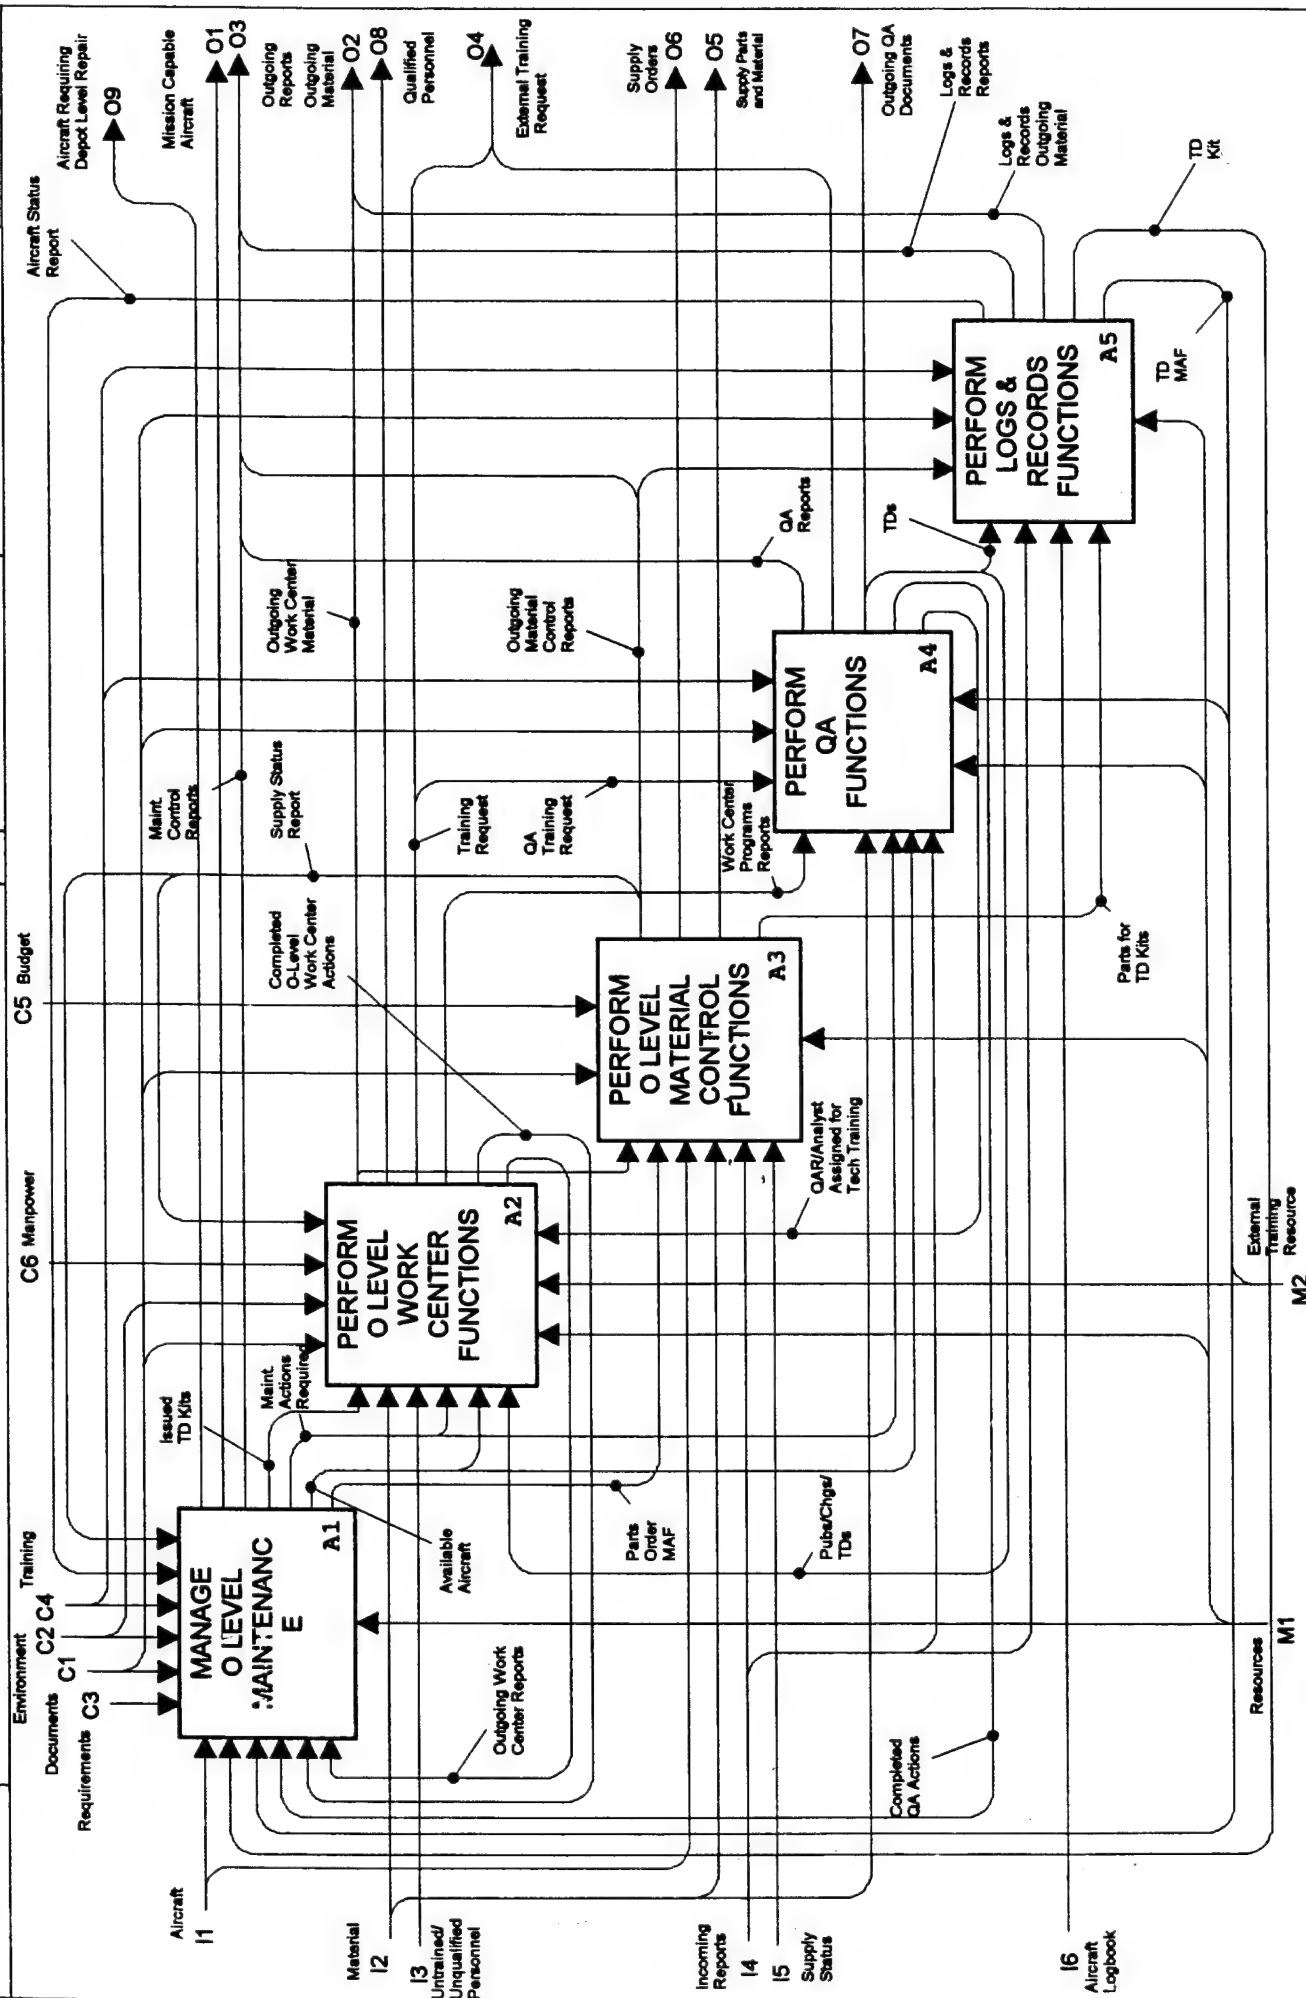 C5 Budget
C6 Manpower
Training
C4
Environment
C2
Documents
C1
Requirements
C3
Aircraft
I1
Material
I2
I3
Untrained/
Unqualified
Personnel
Incoming
Reports
I4
I5
Supply
Status
I6
Aircraft
Logbook
MANAGE
O LEVEL
MAINTENANC
E
A1
PERFORM
O LEVEL
WORK
CENTER
FUNCTIONS
A2
PERFORM
O LEVEL
MATERIAL
CONTROL
FUNCTIONS
A3
PERFORM
QA
FUNCTIONS
A4
PERFORM
LOGS &
RECORDS
FUNCTIONS
A5
Issued
TD Kits
Maint.
Actions
Required
Available
Aircraft
Parts
Order
MAF
Outgoing Work
Center Reports
Pubs/Chgs/
TDs
Completed
QA Actions
Completed
O-Level
Work Center
Actions
Supply Status
Report
Maint.
Control
Reports
Training
Request
QA
Training
Request
Work Center
Programs
Reports
QAR/Analyst
Assigned for
Tech Training
Parts for
TD Kits
Outgoing
Work Center
Material
Outgoing
Material
Control
Reports
QA
Reports
TDs
TD
MAF
TD
Kit
Logs &
Records
Outgoing
Material
Logs &
Records
Reports
Aircraft Status
Report
Aircraft Requiring
Depot Level Repair
O9
Mission Capable
Aircraft
O1
O3
Outgoing
Reports
Outgoing
Material
O2
O8
Qualified
Personnel
O4
External Training
Request
Supply
Orders
O6
O5
Supply Parts
and Material
O7
Outgoing QA
Documents
Resources
M1
External
Training
Resource
M2